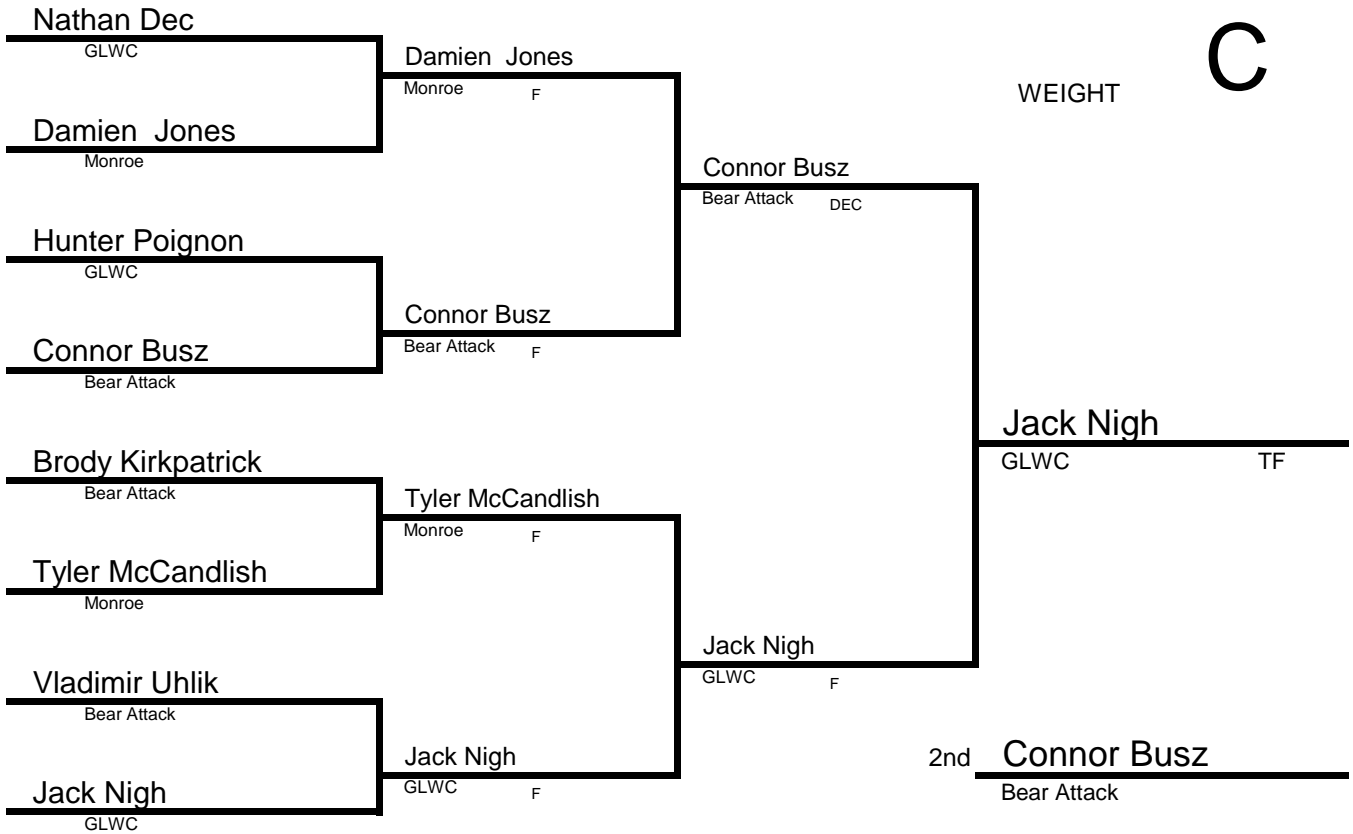 Nathan Dec
GLWC
Damien  Jones
Monroe
Hunter Poignon
GLWC
Connor Busz
Bear Attack
Brody Kirkpatrick
Bear Attack
Tyler McCandlish
Monroe
Vladimir Uhlik
Bear Attack
Jack Nigh
GLWC
Damien  Jones
Monroe F
Connor Busz
Bear Attack F
Tyler McCandlish
Monroe F
Jack Nigh
GLWC F
Connor Busz
Bear Attack DEC
Jack Nigh
GLWC F
WEIGHT C
Jack Nigh
GLWC TF
2nd Connor Busz
Bear Attack